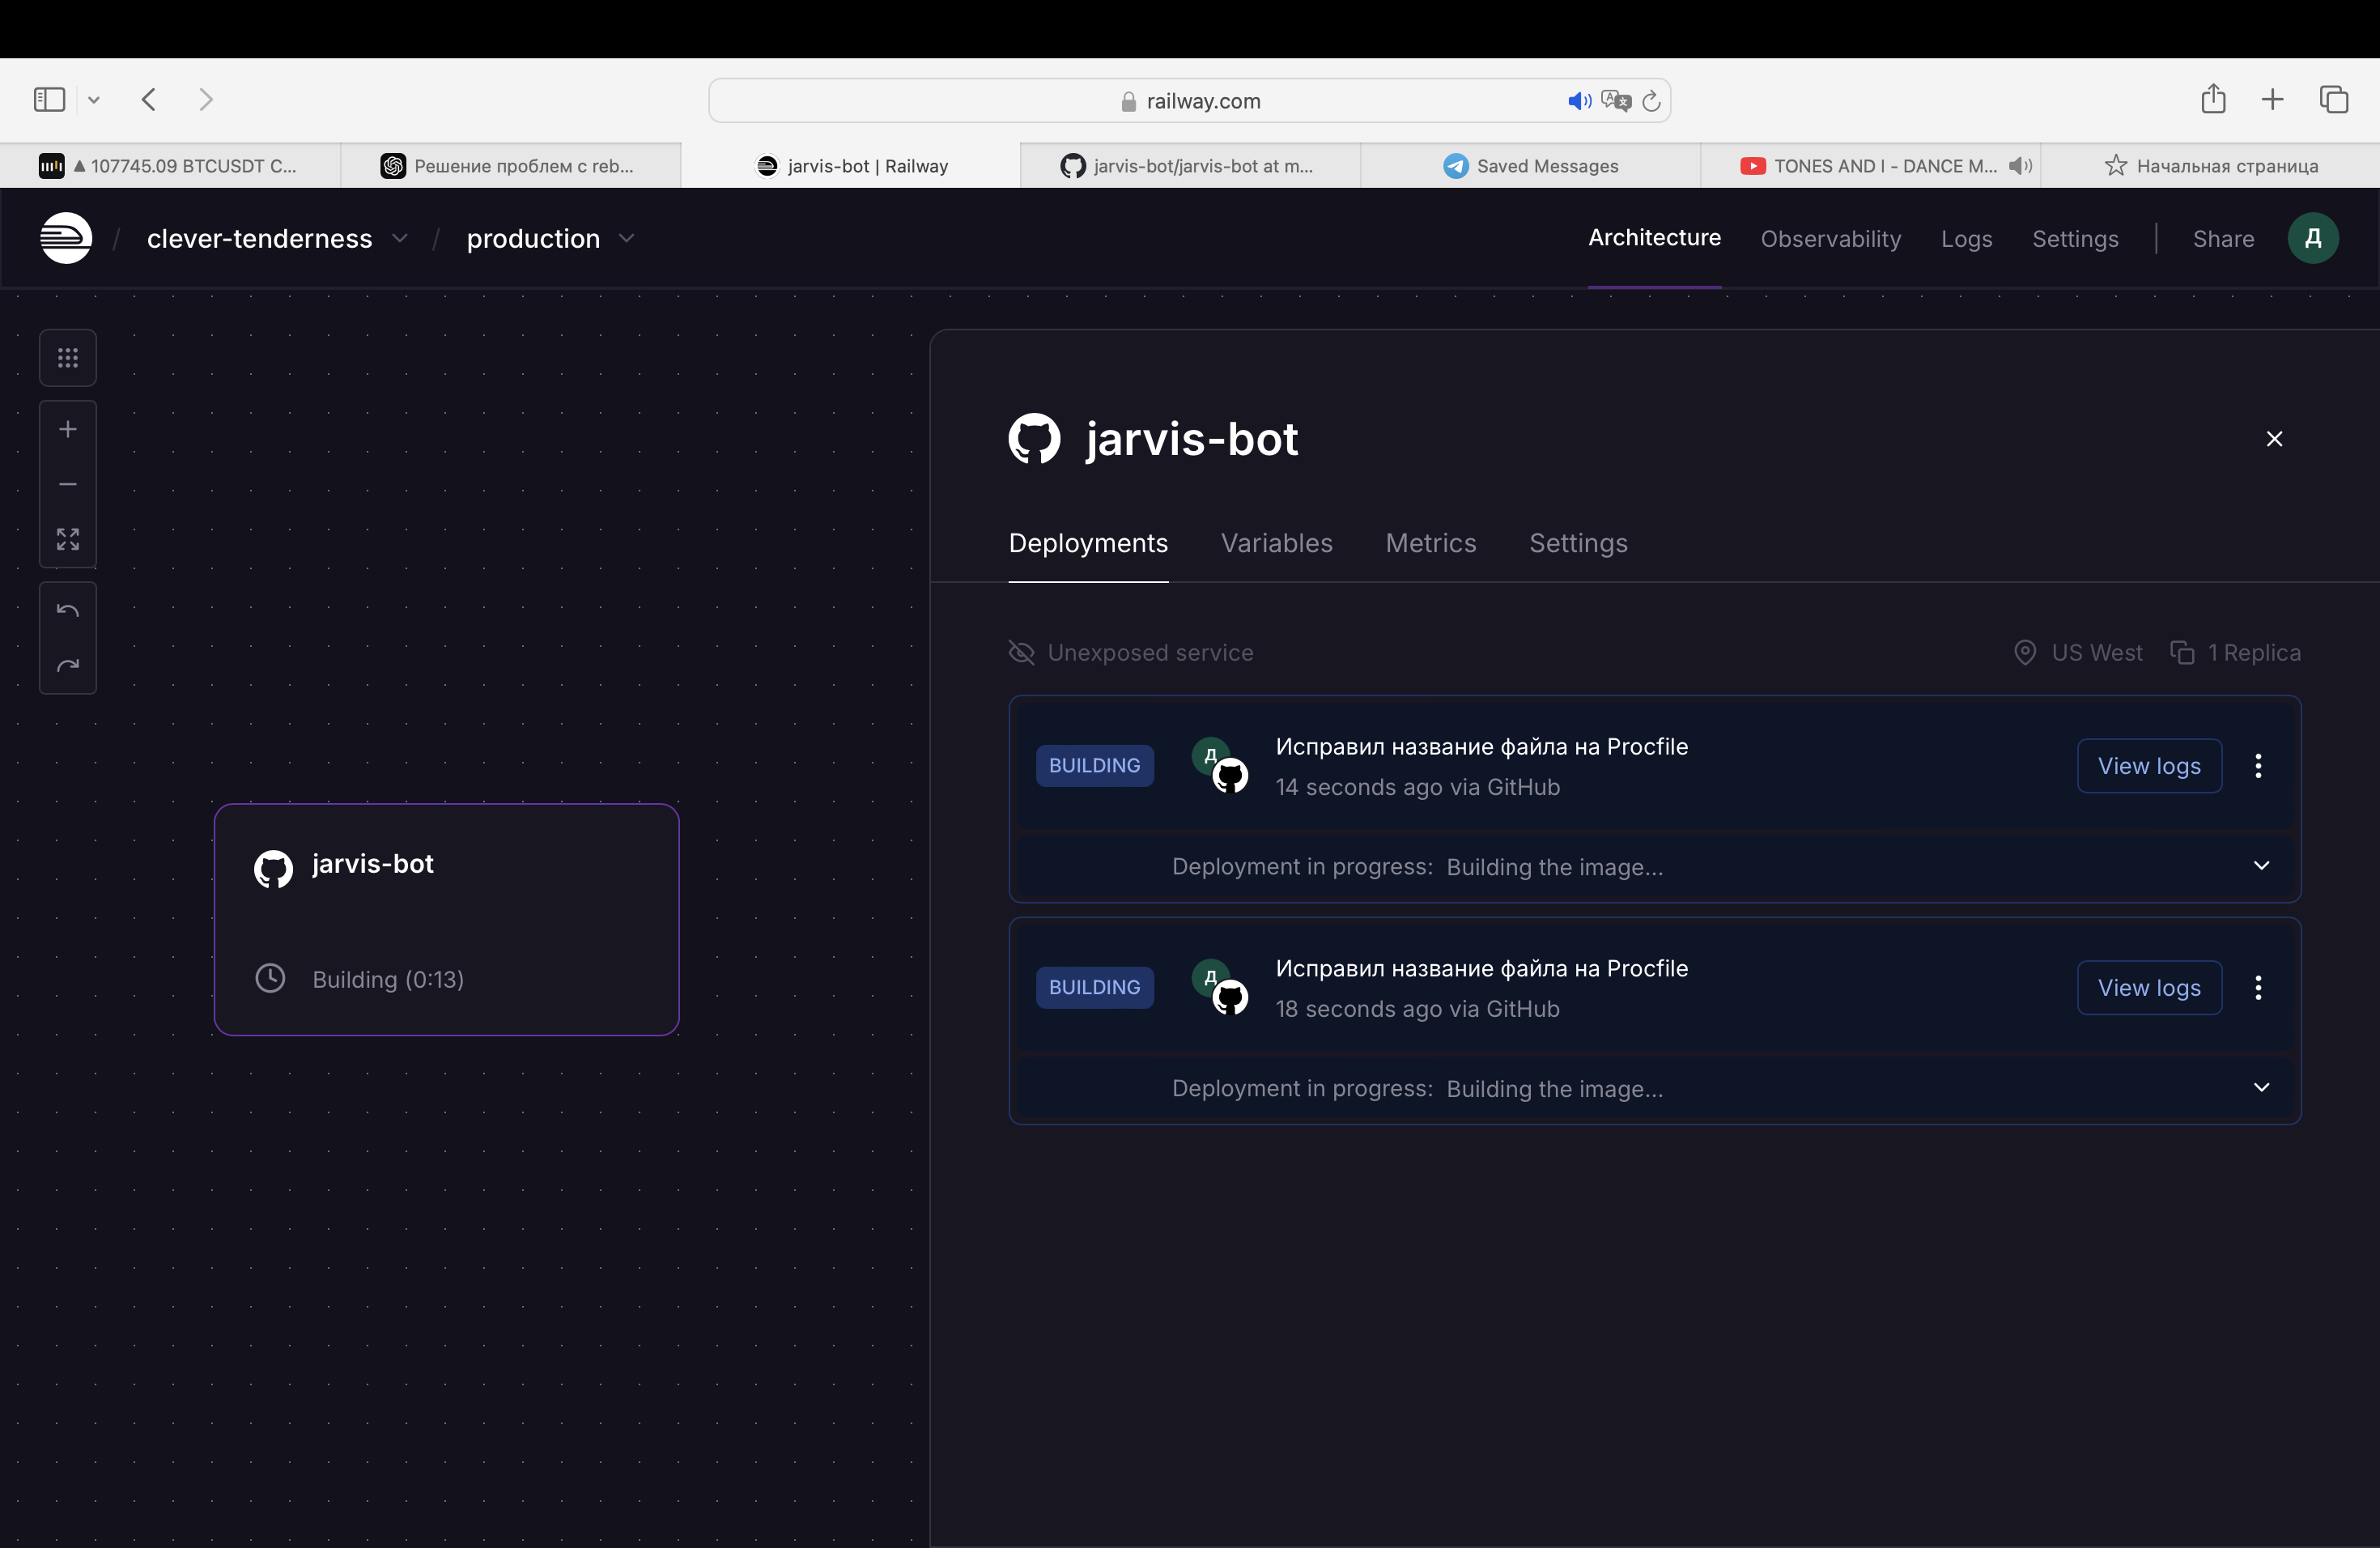 railway.com
▲ 107745.09 BTCUSDT C...
Решение проблем с reb...
jarvis-bot | Railway
jarvis-bot/jarvis-bot at m...
Saved Messages
TONES AND I - DANCE M...
Начальная страница
/ clever-tenderness / production
Architecture
Observability
Logs
Settings
Share
Д
jarvis-bot
Deployments
Variables
Metrics
Settings
Unexposed service
US West
1 Replica
BUILDING
Д
Исправил название файла на Procfile
14 seconds ago via GitHub
View logs
Deployment in progress: Building the image...
BUILDING
Д
Исправил название файла на Procfile
18 seconds ago via GitHub
View logs
Deployment in progress: Building the image...
jarvis-bot
Building (0:13)